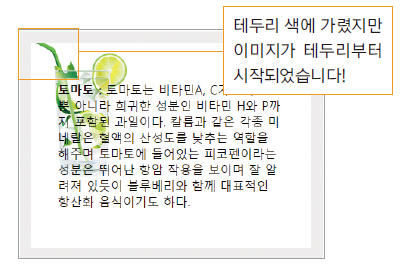 테두리 색에 가렸지만
이미지가 테두리부터
시작되었습니다!
토마토 : 토마토는 비타민A, C
뿐 아니라 희귀한 성분인 비타민 H와 P까
지 포함된 과일이다. 칼륨과 같은 각종 미
네랄은 혈액의 산성도를 낮추는 역할을
해주며 토마토에 들어있는 피코펜이라는
성분은 뛰어난 항암 작용을 보이며 잘 알
려져 있듯이 블루베리와 함께 대표적인
항산화 음식이기도 하다.